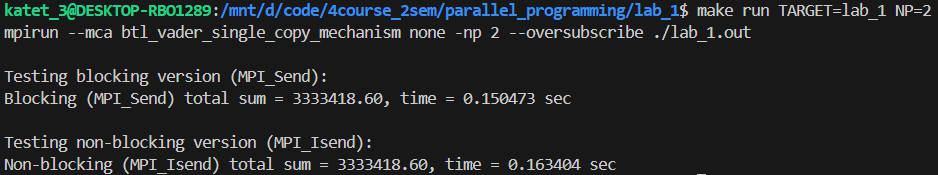 katet_3@DESKTOP-RBO1289:/mnt/d/code/4course_2sem/parallel_programming/lab_1$ make run TARGET=lab_1 NP=2
mpirun --mca btl_vader_single_copy_mechanism none -np 2 --oversubscribe ./lab_1.out
Testing blocking version (MPI_Send):
Blocking (MPI_Send) total sum = 3333418.60, time = 0.150473 sec
Testing non-blocking version (MPI_Isend):
Non-blocking (MPI_Isend) total sum = 3333418.60, time = 0.163404 sec